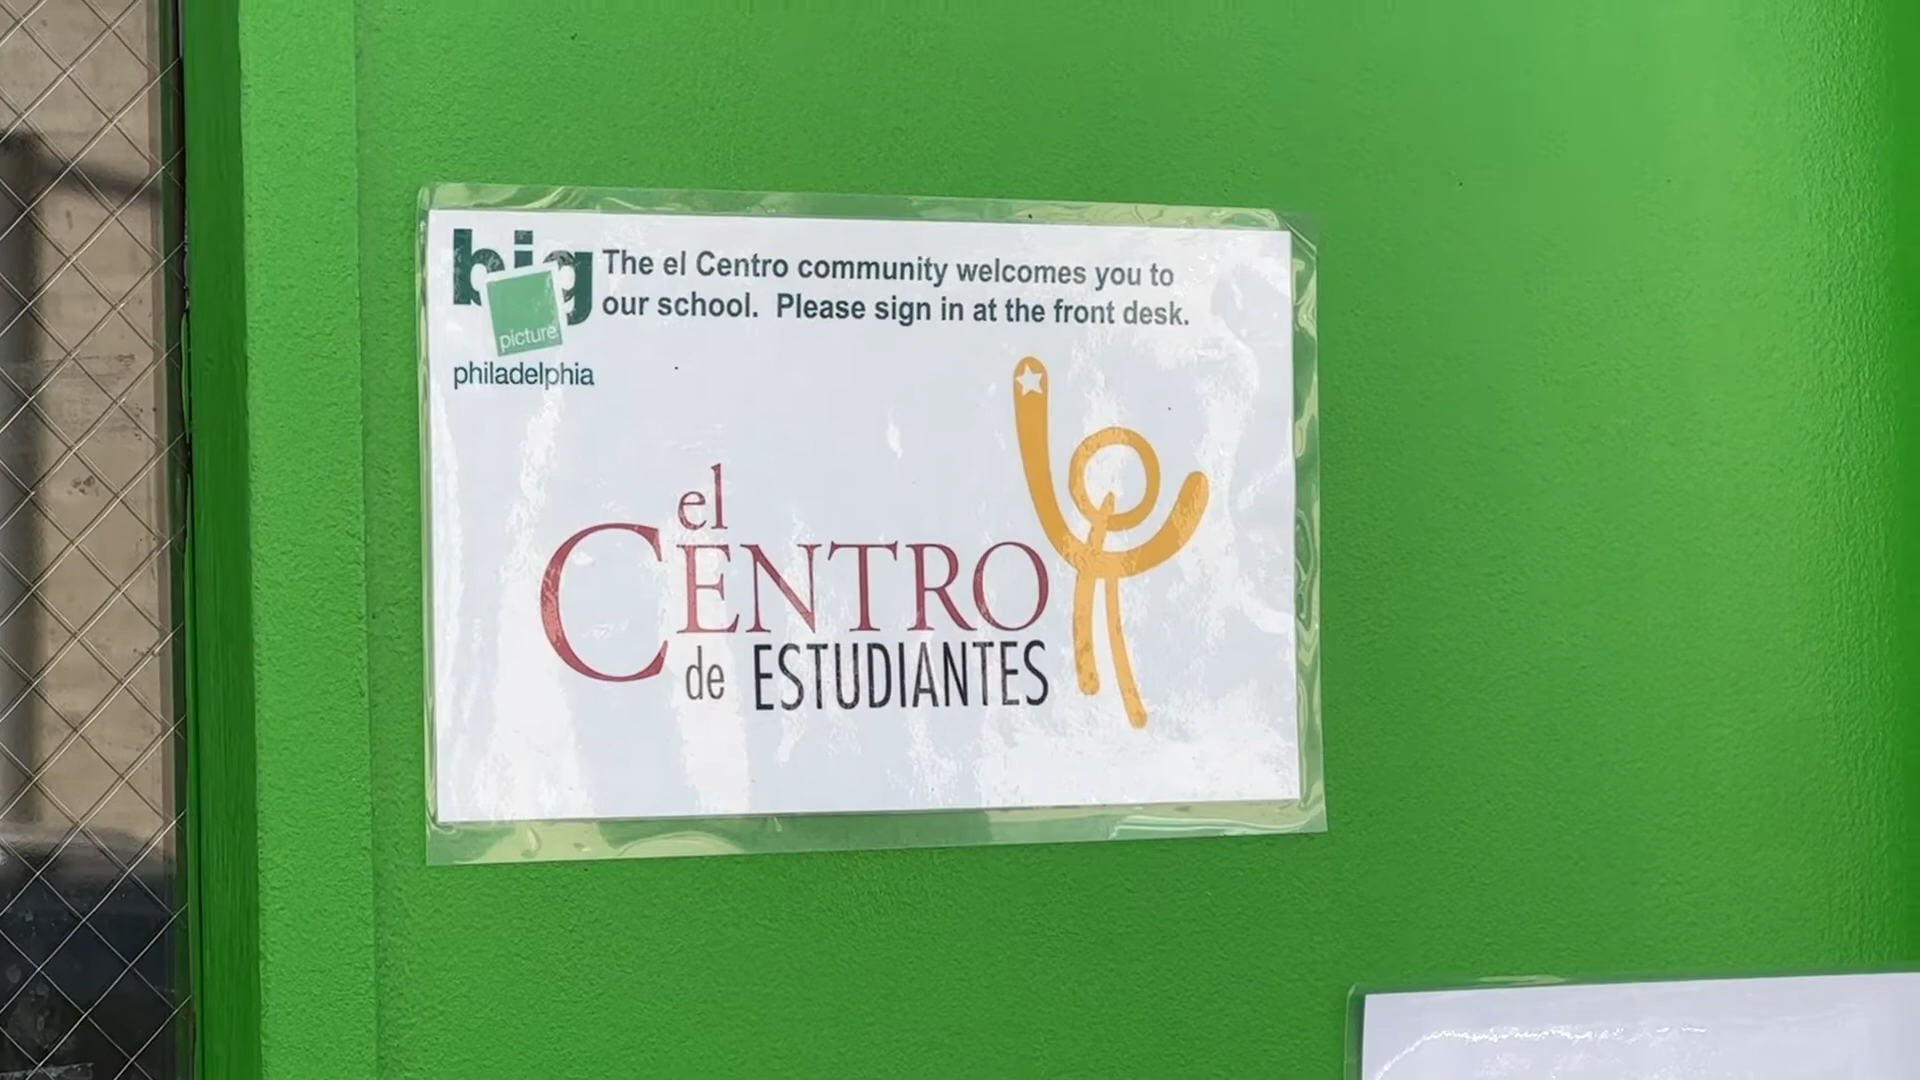 big
picture
philadelphia
The el Centro community welcomes you to
our school. Please sign in at the front desk.
el
CENTRO
de ESTUDIANTES